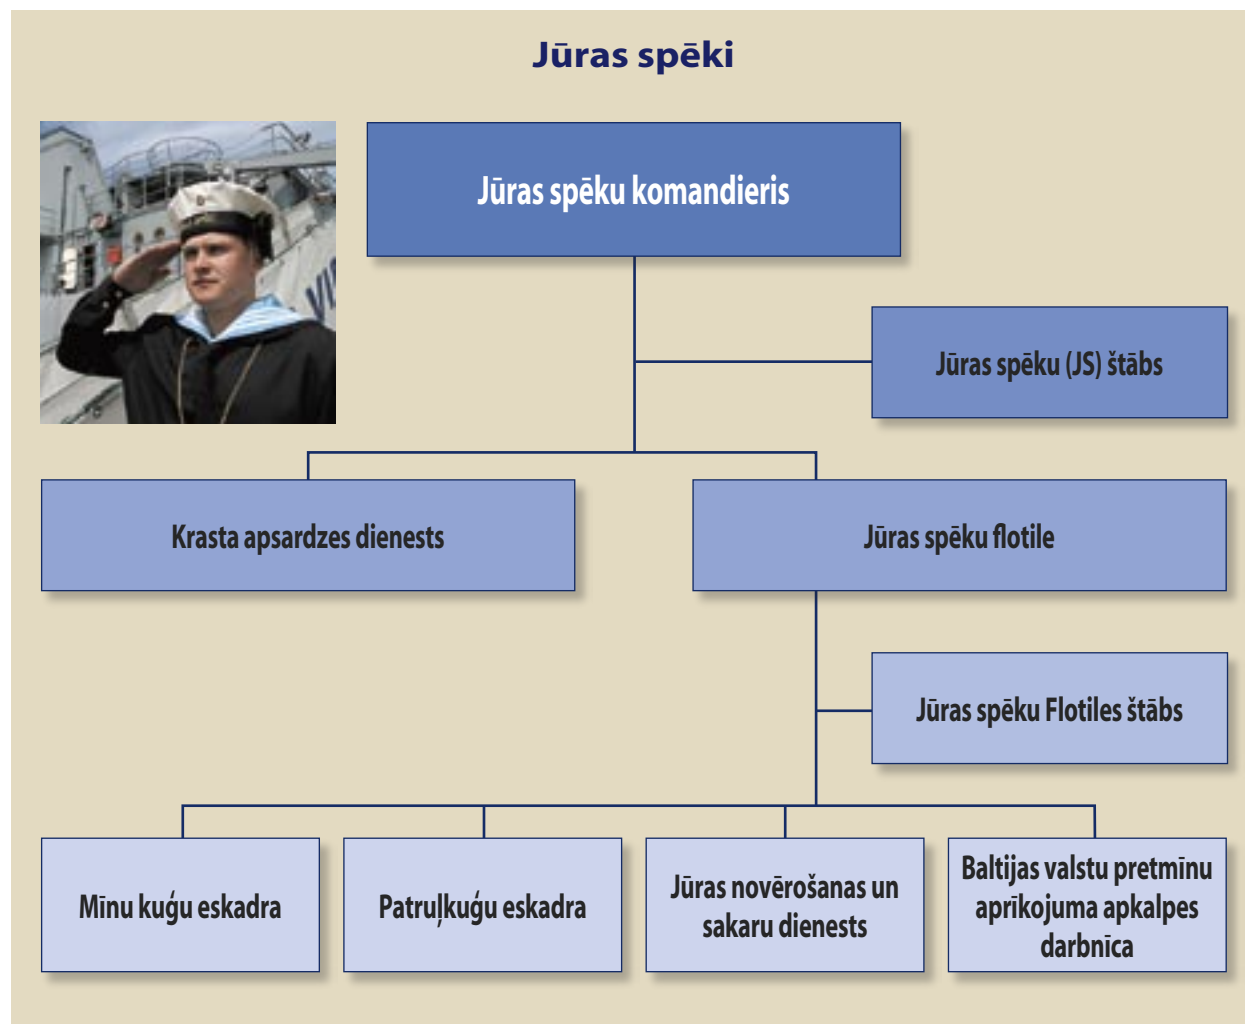 Jūras spēki
Jūras spēku komandieris
Jūras spēku (JS) štābs
Krasta apsardzes dienests
Jūras spēku flotile
Jūras spēku Flotiles štābs
Mīnu kuģu eskadra
Patruļkuģu eskadra
Jūras novērošanas un
sakaru dienests
Baltijas valstu pretmīnu
aprīkojuma apkalpes
darbnīca